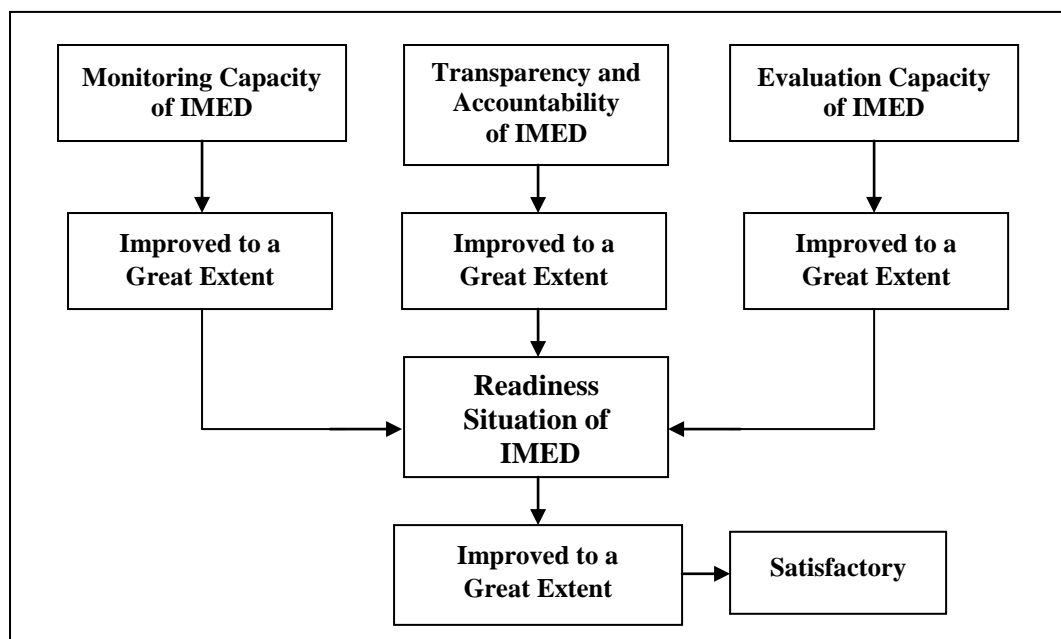 Monitoring Capacity
of IMED
Transparency and
Accountability
of IMED
Evaluation Capacity
of IMED
Improved to a
Great Extent
Improved to a
Great Extent
Improved to a
Great Extent
Readiness
Situation of
IMED
Improved to a
Great Extent
Satisfactory